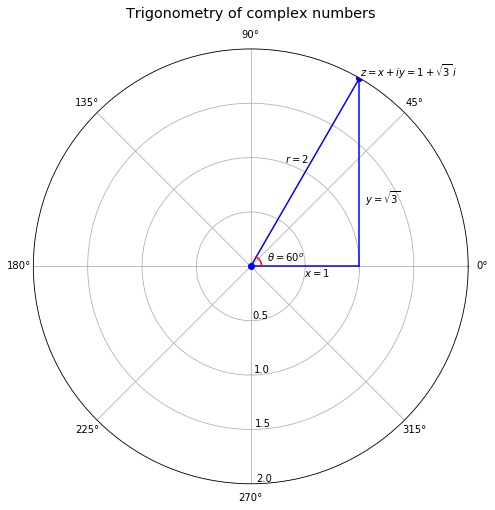 Trigonometry of complex numbers
90°
z = x + iy = 1 + √3 i
135°
45°
r = 2
y = √3
θ = 60°
180°
0°
x = 1
0.5
1.0
1.5
225°
315°
2.0
270°